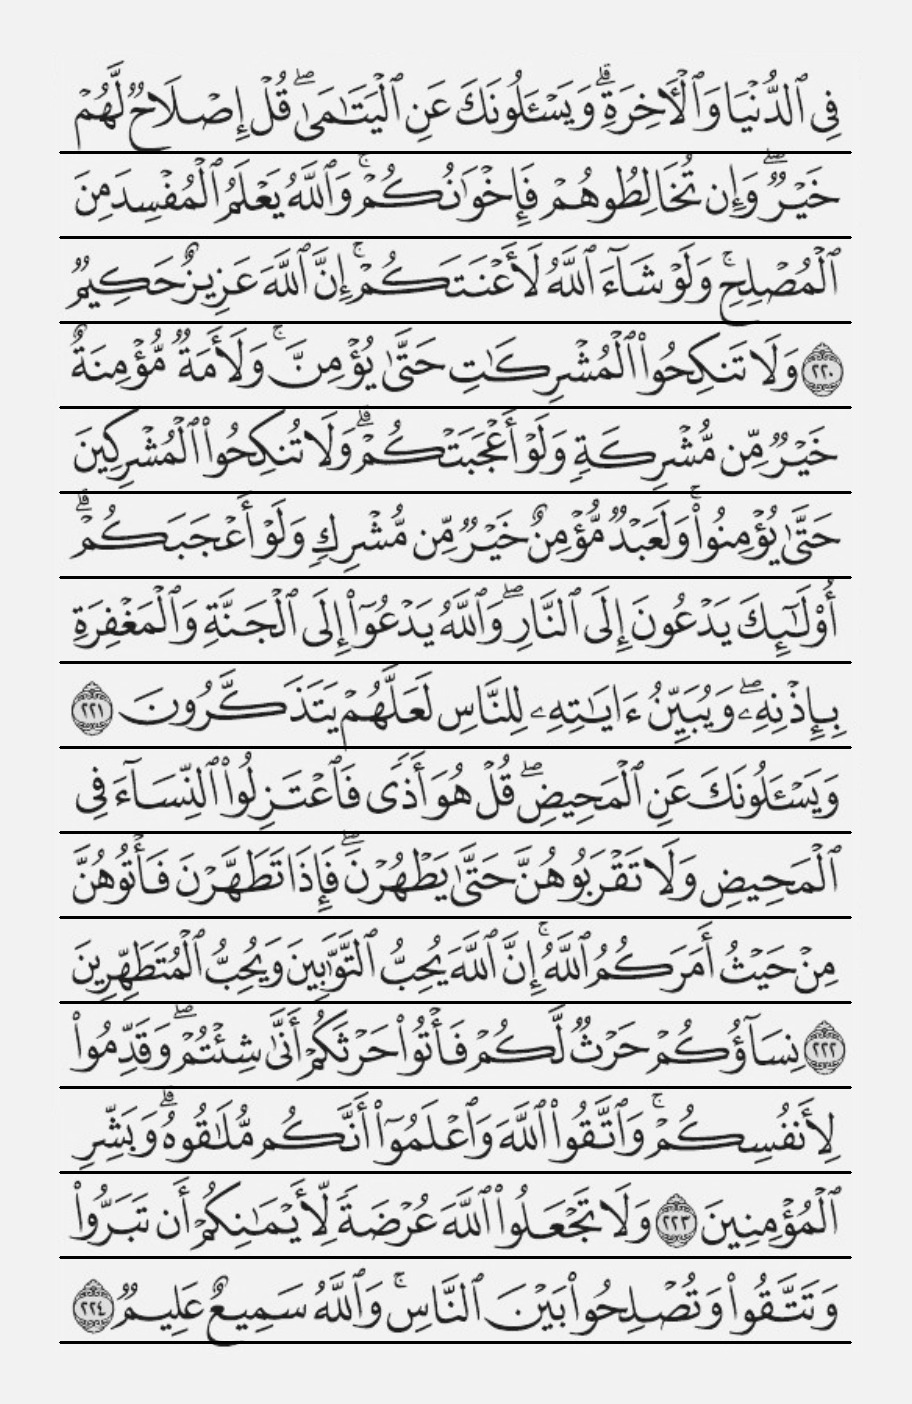 فِى ٱلدُّنْيَا وَٱلْـَٔاخِرَةِ ۗ وَيَسْـَٔلُونَكَ عَنِ ٱلْيَتَـٰمَىٰ ۖ قُلْ إِصْلَاحٌ لَّهُمْ
خَيْرٌ ۖ وَإِن تُخَالِطُوهُمْ فَإِخْوَٰنُكُمْ ۚ وَٱللَّهُ يَعْلَمُ ٱلْمُفْسِدَ مِنَ
ٱلْمُصْلِحِ ۚ وَلَوْ شَآءَ ٱللَّهُ لَأَعْنَتَكُمْ ۚ إِنَّ ٱللَّهَ عَزِيزٌ حَكِيمٌ
٢٢٠ وَلَا تَنكِحُوا۟ ٱلْمُشْرِكَـٰتِ حَتَّىٰ يُؤْمِنَّ ۚ وَلَأَمَةٌ مُّؤْمِنَةٌ
خَيْرٌ مِّن مُّشْرِكَةٍ وَلَوْ أَعْجَبَتْكُمْ ۗ وَلَا تُنكِحُوا۟ ٱلْمُشْرِكِينَ
حَتَّىٰ يُؤْمِنُوا۟ ۚ وَلَعَبْدٌ مُّؤْمِنٌ خَيْرٌ مِّن مُّشْرِكٍ وَلَوْ أَعْجَبَكُمْ ۗ
أُو۟لَـٰٓئِكَ يَدْعُونَ إِلَى ٱلنَّارِ ۖ وَٱللَّهُ يَدْعُوٓا۟ إِلَى ٱلْجَنَّةِ وَٱلْمَغْفِرَةِ
بِإِذْنِهِۦ ۖ وَيُبَيِّنُ ءَايَـٰتِهِۦ لِلنَّاسِ لَعَلَّهُمْ يَتَذَكَّرُونَ ٢٢١
وَيَسْـَٔلُونَكَ عَنِ ٱلْمَحِيضِ ۖ قُلْ هُوَ أَذًى فَٱعْتَزِلُوا۟ ٱلنِّسَآءَ فِى
ٱلْمَحِيضِ وَلَا تَقْرَبُوهُنَّ حَتَّىٰ يَطْهُرْنَ ۖ فَإِذَا تَطَهَّرْنَ فَأْتُوهُنَّ
مِنْ حَيْثُ أَمَرَكُمُ ٱللَّهُ ۚ إِنَّ ٱللَّهَ يُحِبُّ ٱلتَّوَّٰبِينَ وَيُحِبُّ ٱلْمُتَطَهِّرِينَ
٢٢٢ نِسَآؤُكُمْ حَرْثٌ لَّكُمْ فَأْتُوا۟ حَرْثَكُمْ أَنَّىٰ شِئْتُمْ ۖ وَقَدِّمُوا۟
لِأَنفُسِكُمْ ۚ وَٱتَّقُوا۟ ٱللَّهَ وَٱعْلَمُوٓا۟ أَنَّكُم مُّلَـٰقُوهُ ۗ وَبَشِّرِ
ٱلْمُؤْمِنِينَ ٢٢٣ وَلَا تَجْعَلُوا۟ ٱللَّهَ عُرْضَةً لِّأَيْمَـٰنِكُمْ أَن تَبَرُّوا۟
وَتَتَّقُوا۟ وَتُصْلِحُوا۟ بَيْنَ ٱلنَّاسِ ۗ وَٱللَّهُ سَمِيعٌ عَلِيمٌ ٢٢٤